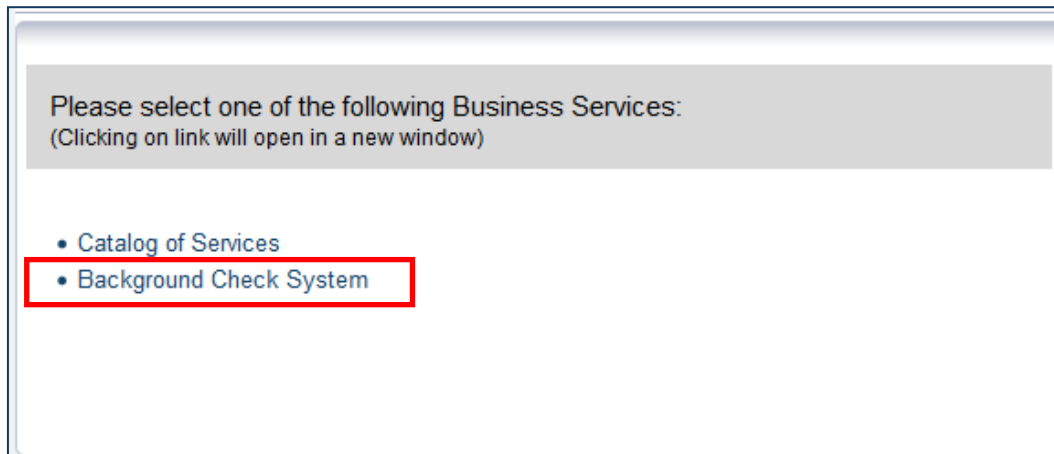 Please select one of the following Business Services:
(Clicking on link will open in a new window)
• Catalog of Services
• Background Check System